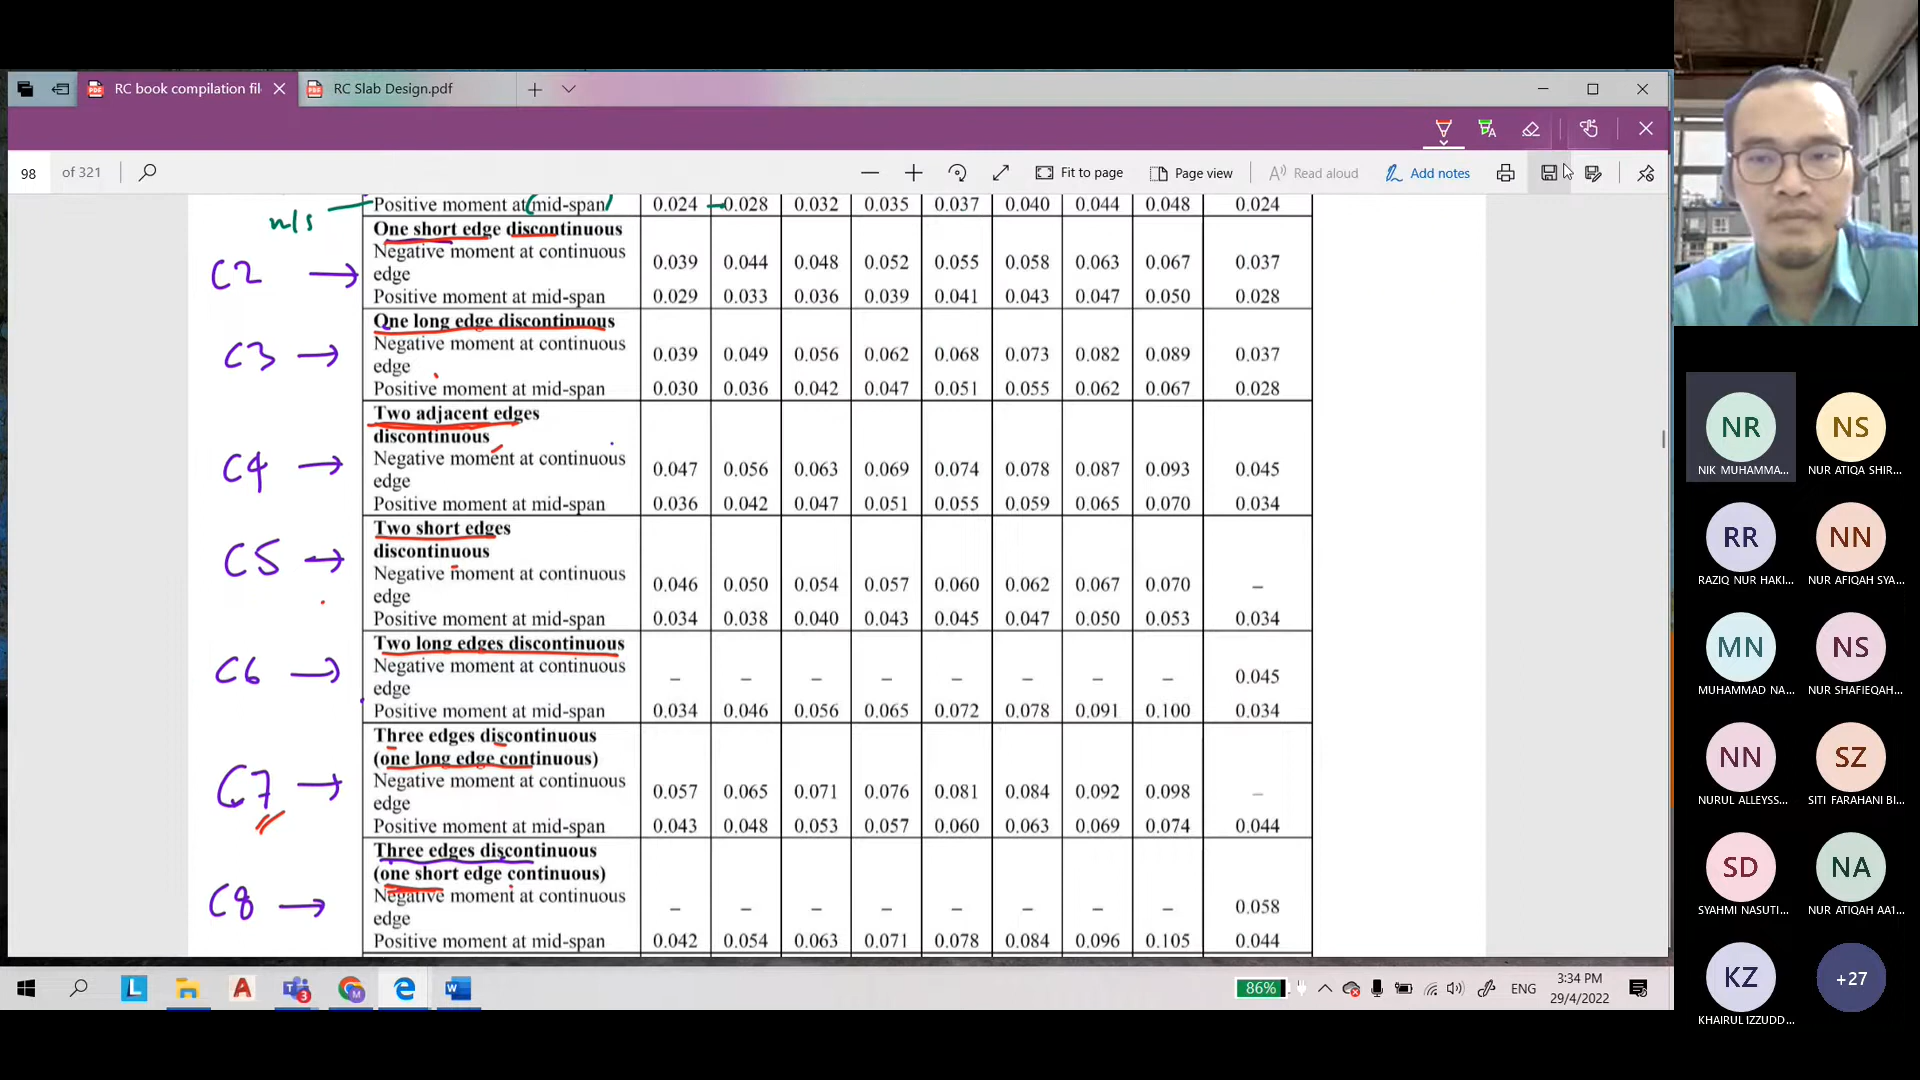 RC book compilation fil
RC Slab Design.pdf
98 of 321
Fit to page
Page view
Read aloud
Add notes
n/s
Positive moment at (mid-span) 0.024 0.028 0.032 0.035 0.037 0.040 0.044 0.048 0.024
One short edge discontinuous
C2
Negative moment at continuous
edge 0.039 0.044 0.048 0.052 0.055 0.058 0.063 0.067 0.037
Positive moment at mid-span 0.029 0.033 0.036 0.039 0.041 0.043 0.047 0.050 0.028
One long edge discontinuous
C3
Negative moment at continuous
edge 0.039 0.049 0.056 0.062 0.068 0.073 0.082 0.089 0.037
Positive moment at mid-span 0.030 0.036 0.042 0.047 0.051 0.055 0.062 0.067 0.028
Two adjacent edges
discontinuous
C4
Negative moment at continuous
edge 0.047 0.056 0.063 0.069 0.074 0.078 0.087 0.093 0.045
Positive moment at mid-span 0.036 0.042 0.047 0.051 0.055 0.059 0.065 0.070 0.034
Two short edges
discontinuous
C5
Negative moment at continuous
edge 0.046 0.050 0.054 0.057 0.060 0.062 0.067 0.070 –
Positive moment at mid-span 0.034 0.038 0.040 0.043 0.045 0.047 0.050 0.053 0.034
Two long edges discontinuous
C6
Negative moment at continuous
edge – – – – – – – – 0.045
Positive moment at mid-span 0.034 0.046 0.056 0.065 0.072 0.078 0.091 0.100 0.034
Three edges discontinuous
(one long edge continuous)
C7
Negative moment at continuous
edge 0.057 0.065 0.071 0.076 0.081 0.084 0.092 0.098 –
Positive moment at mid-span 0.043 0.048 0.053 0.057 0.060 0.063 0.069 0.074 0.044
Three edges discontinuous
(one short edge continuous)
C8
Negative moment at continuous
edge – – – – – – – – 0.058
Positive moment at mid-span 0.042 0.054 0.063 0.071 0.078 0.084 0.096 0.105 0.044
NR NS
NIK MUHAMMA... NUR ATIQA SHIR...
RR NN
RAZIQ NUR HAKI... NUR AFIQAH SYA...
MN NS
MUHAMMAD NA... NUR SHAFIEQAH...
NN SZ
NURUL ALLEYSS... SITI FARAHANI BI...
SD NA
SYAHMI NASUTI... NUR ATIQAH AA1...
KZ +27
KHAIRUL IZZUDD...
L A 3 M W
86%
ENG
3:34 PM
29/4/2022